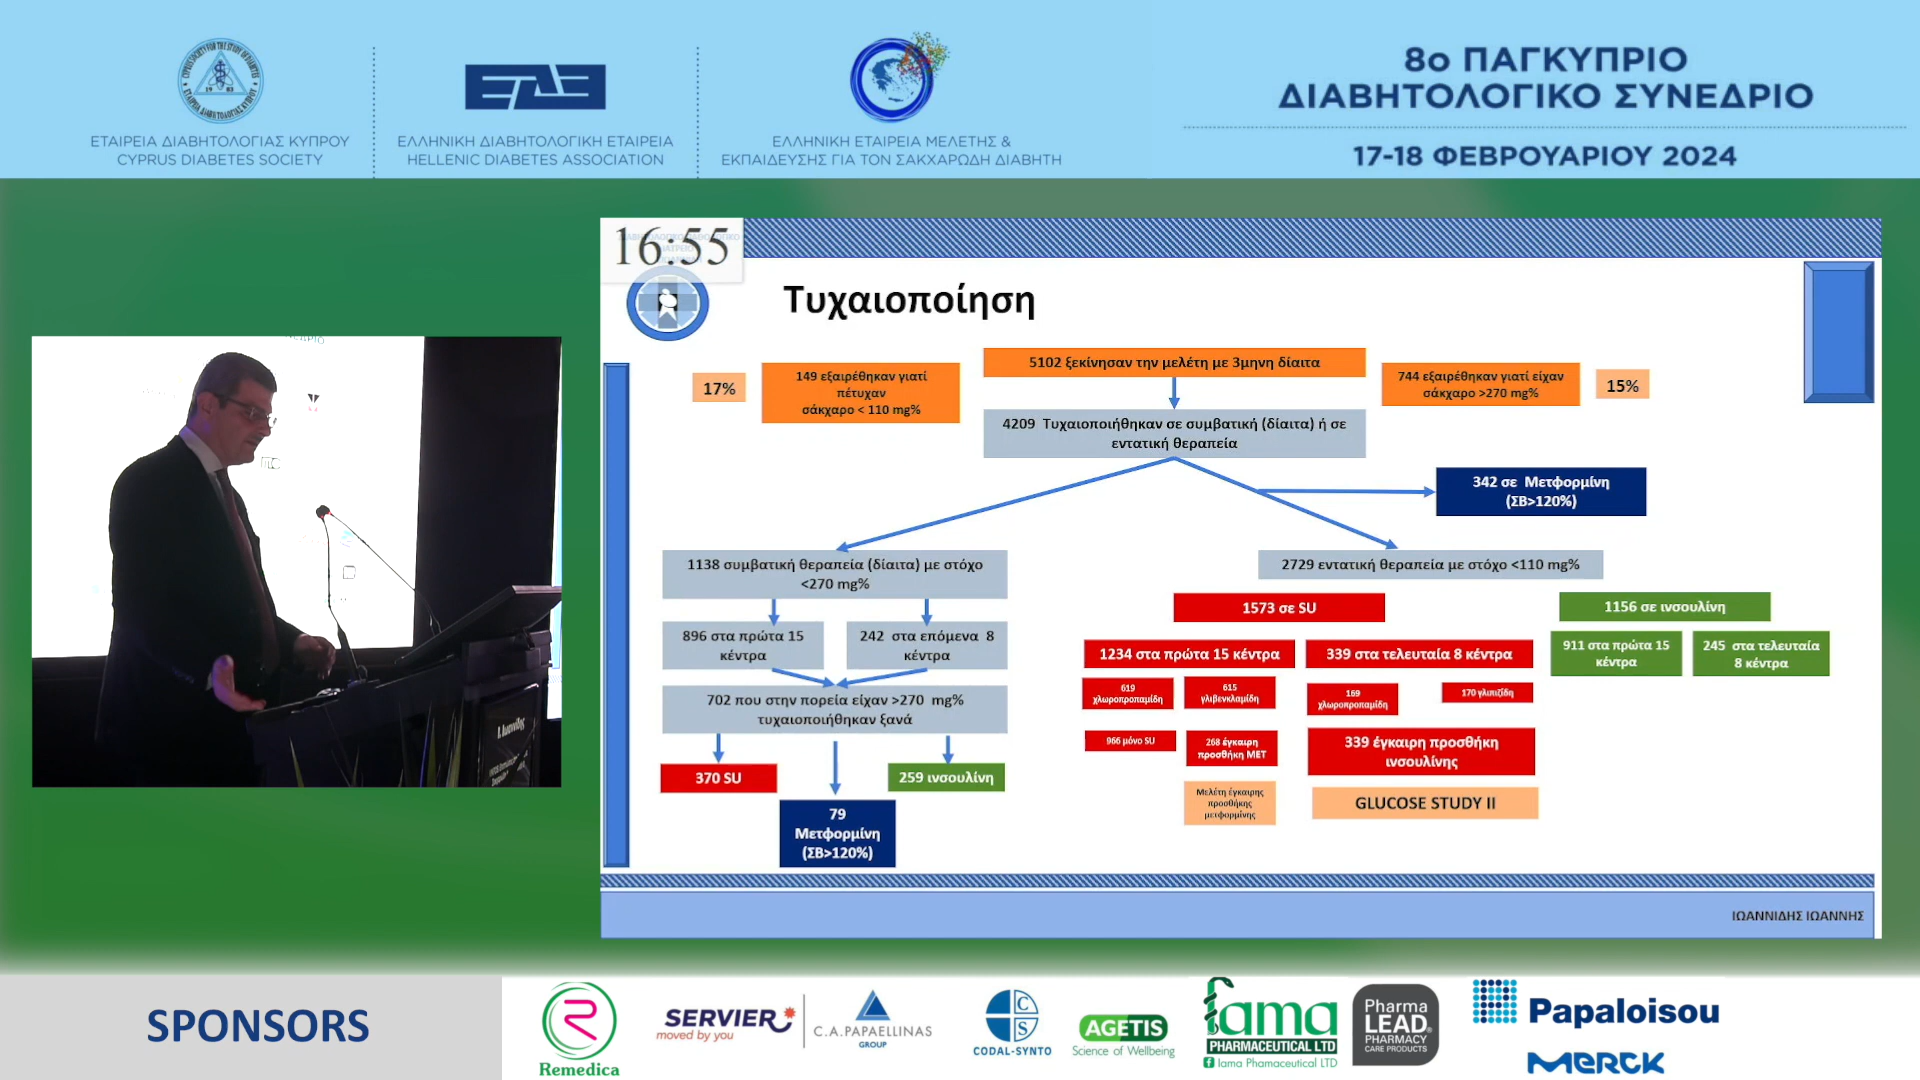 ΕΤΑΙΡΕΙΑ ΔΙΑΒΗΤΟΛΟΓΙΑΣ ΚΥΠΡΟΥ
CYPRUS DIABETES SOCIETY
ΕΛΛΗΝΙΚΗ ΔΙΑΒΗΤΟΛΟΓΙΚΗ ΕΤΑΙΡΕΙΑ
HELLENIC DIABETES ASSOCIATION
ΕΛΛΗΝΙΚΗ ΕΤΑΙΡΕΙΑ ΜΕΛΕΤΗΣ &
ΕΚΠΑΙΔΕΥΣΗΣ ΓΙΑ ΤΟΝ ΣΑΚΧΑΡΩΔΗ ΔΙΑΒΗΤΗ
8ο ΠΑΓΚΥΠΡΙΟ
ΔΙΑΒΗΤΟΛΟΓΙΚΟ ΣΥΝΕΔΡΙΟ
17-18 ΦΕΒΡΟΥΑΡΙΟΥ 2024
16:55
Τυχαιοποίηση
17%
149 εξαιρέθηκαν γιατί
πέτυχαν
σάκχαρο < 110 mg%
5102 ξεκίνησαν την μελέτη με 3μηνη δίαιτα
744 εξαιρέθηκαν γιατί είχαν
σάκχαρο >270 mg%
15%
4209 Τυχαιοποιήθηκαν σε συμβατική (δίαιτα) ή σε
εντατική θεραπεία
342 σε Μετφορμίνη
(ΣΒ>120%)
1138 συμβατική θεραπεία (δίαιτα) με στόχο
<270 mg%
2729 εντατική θεραπεία με στόχο <110 mg%
896 στα πρώτα 15
κέντρα
242 στα επόμενα 8
κέντρα
702 που στην πορεία είχαν >270 mg%
τυχαιοποιήθηκαν ξανά
370 SU
259 ινσουλίνη
79
Μετφορμίνη
(ΣΒ>120%)
1573 σε SU
1156 σε ινσουλίνη
1234 στα πρώτα 15 κέντρα
339 στα τελευταία 8 κέντρα
911 στα πρώτα 15
κέντρα
245 στα τελευταία
8 κέντρα
619
χλωροπροπαμίδη
615
γλιβενκλαμίδη
169
χλωροπροπαμίδη
170 γλιπιζίδη
966 μόνο SU
268 έγκαιρη
προσθήκη ΜΕΤ
339 έγκαιρη προσθήκη
ινσουλίνης
Μελέτη έγκαιρης
προσθήκης
μετφορμίνης
GLUCOSE STUDY II
ΙΩΑΝΝΙΔΗΣ ΙΩΑΝΝΗΣ
SPONSORS
Remedica
SERVIER
moved by you
C.A.PAPAELLINAS
GROUP
CS
CODAL-SYNTO
AGETIS
Science of Wellbeing
iama
PHARMACEUTICAL LTD
Iama Phamaceutical LTD
Pharma
LEAD
PHARMACY
CARE PRODUCTS
Papaloisou
MERCK